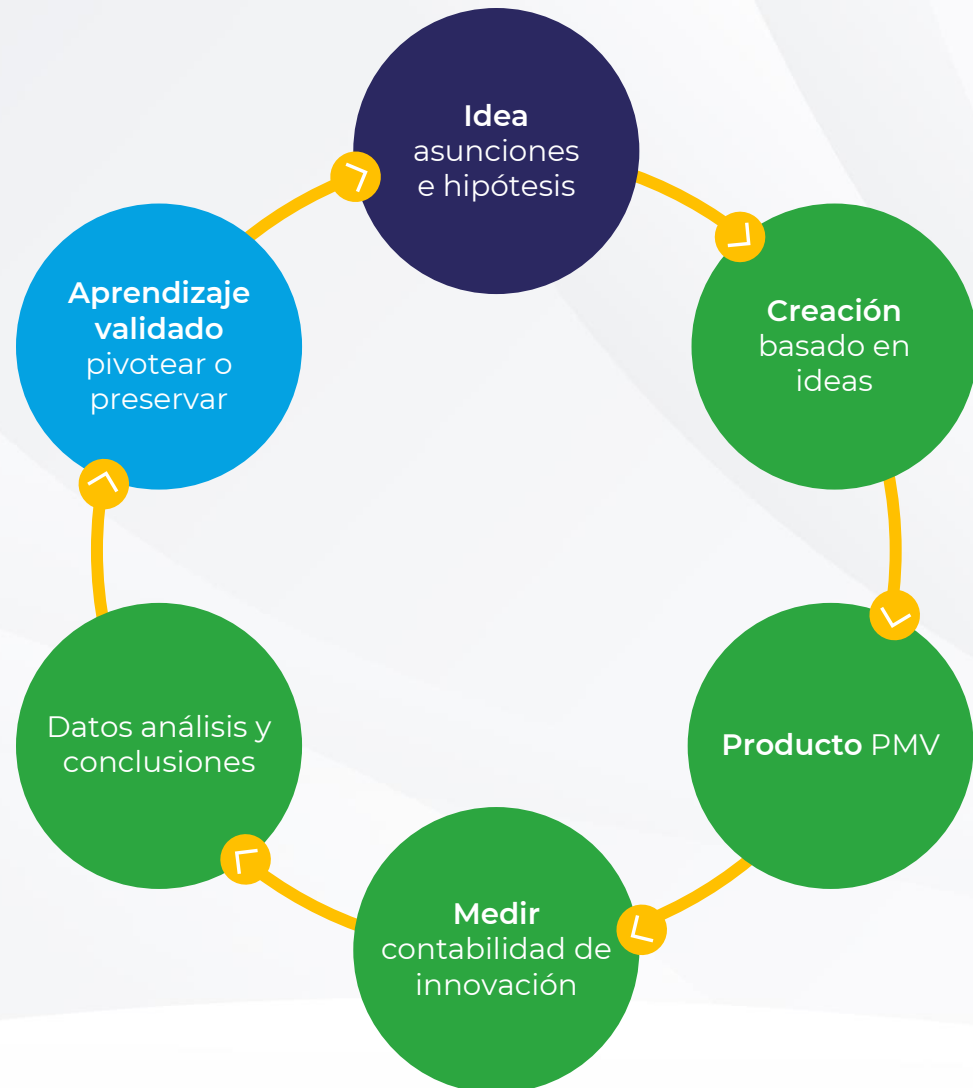 Idea
asunciones
e hipótesis
Creación
basado en
ideas
Producto PMV
Medir
contabilidad de
innovación
Datos análisis y
conclusiones
Aprendizaje
validado
pivotear o
preservar